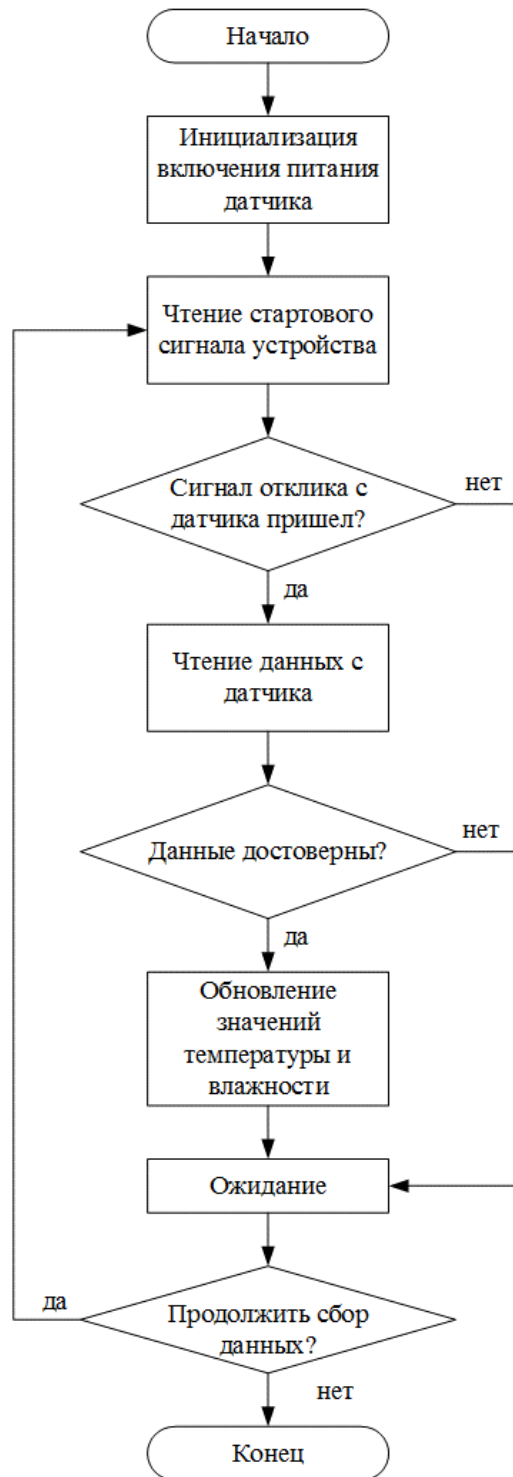 Начало
Инициализация
включения питания
датчика
Чтение стартового
сигнала устройства
Сигнал отклика с
датчика пришел?
нет
да
Чтение данных с
датчика
Данные достоверны?
нет
да
Обновление
значений
температуры и
влажности
Ожидание
Продолжить сбор
данных?
да
нет
Конец